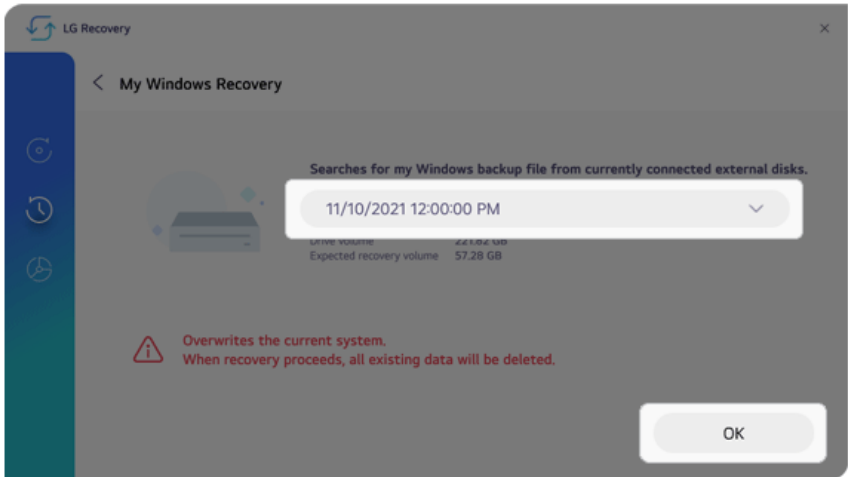 LG Recovery
My Windows Recovery
Searches for my Windows backup file from currently connected external disks.
11/10/2021 12:00:00 PM
Drive volume 221.82 GB
Expected recovery volume 57.28 GB
Overwrites the current system.
When recovery proceeds, all existing data will be deleted.
OK